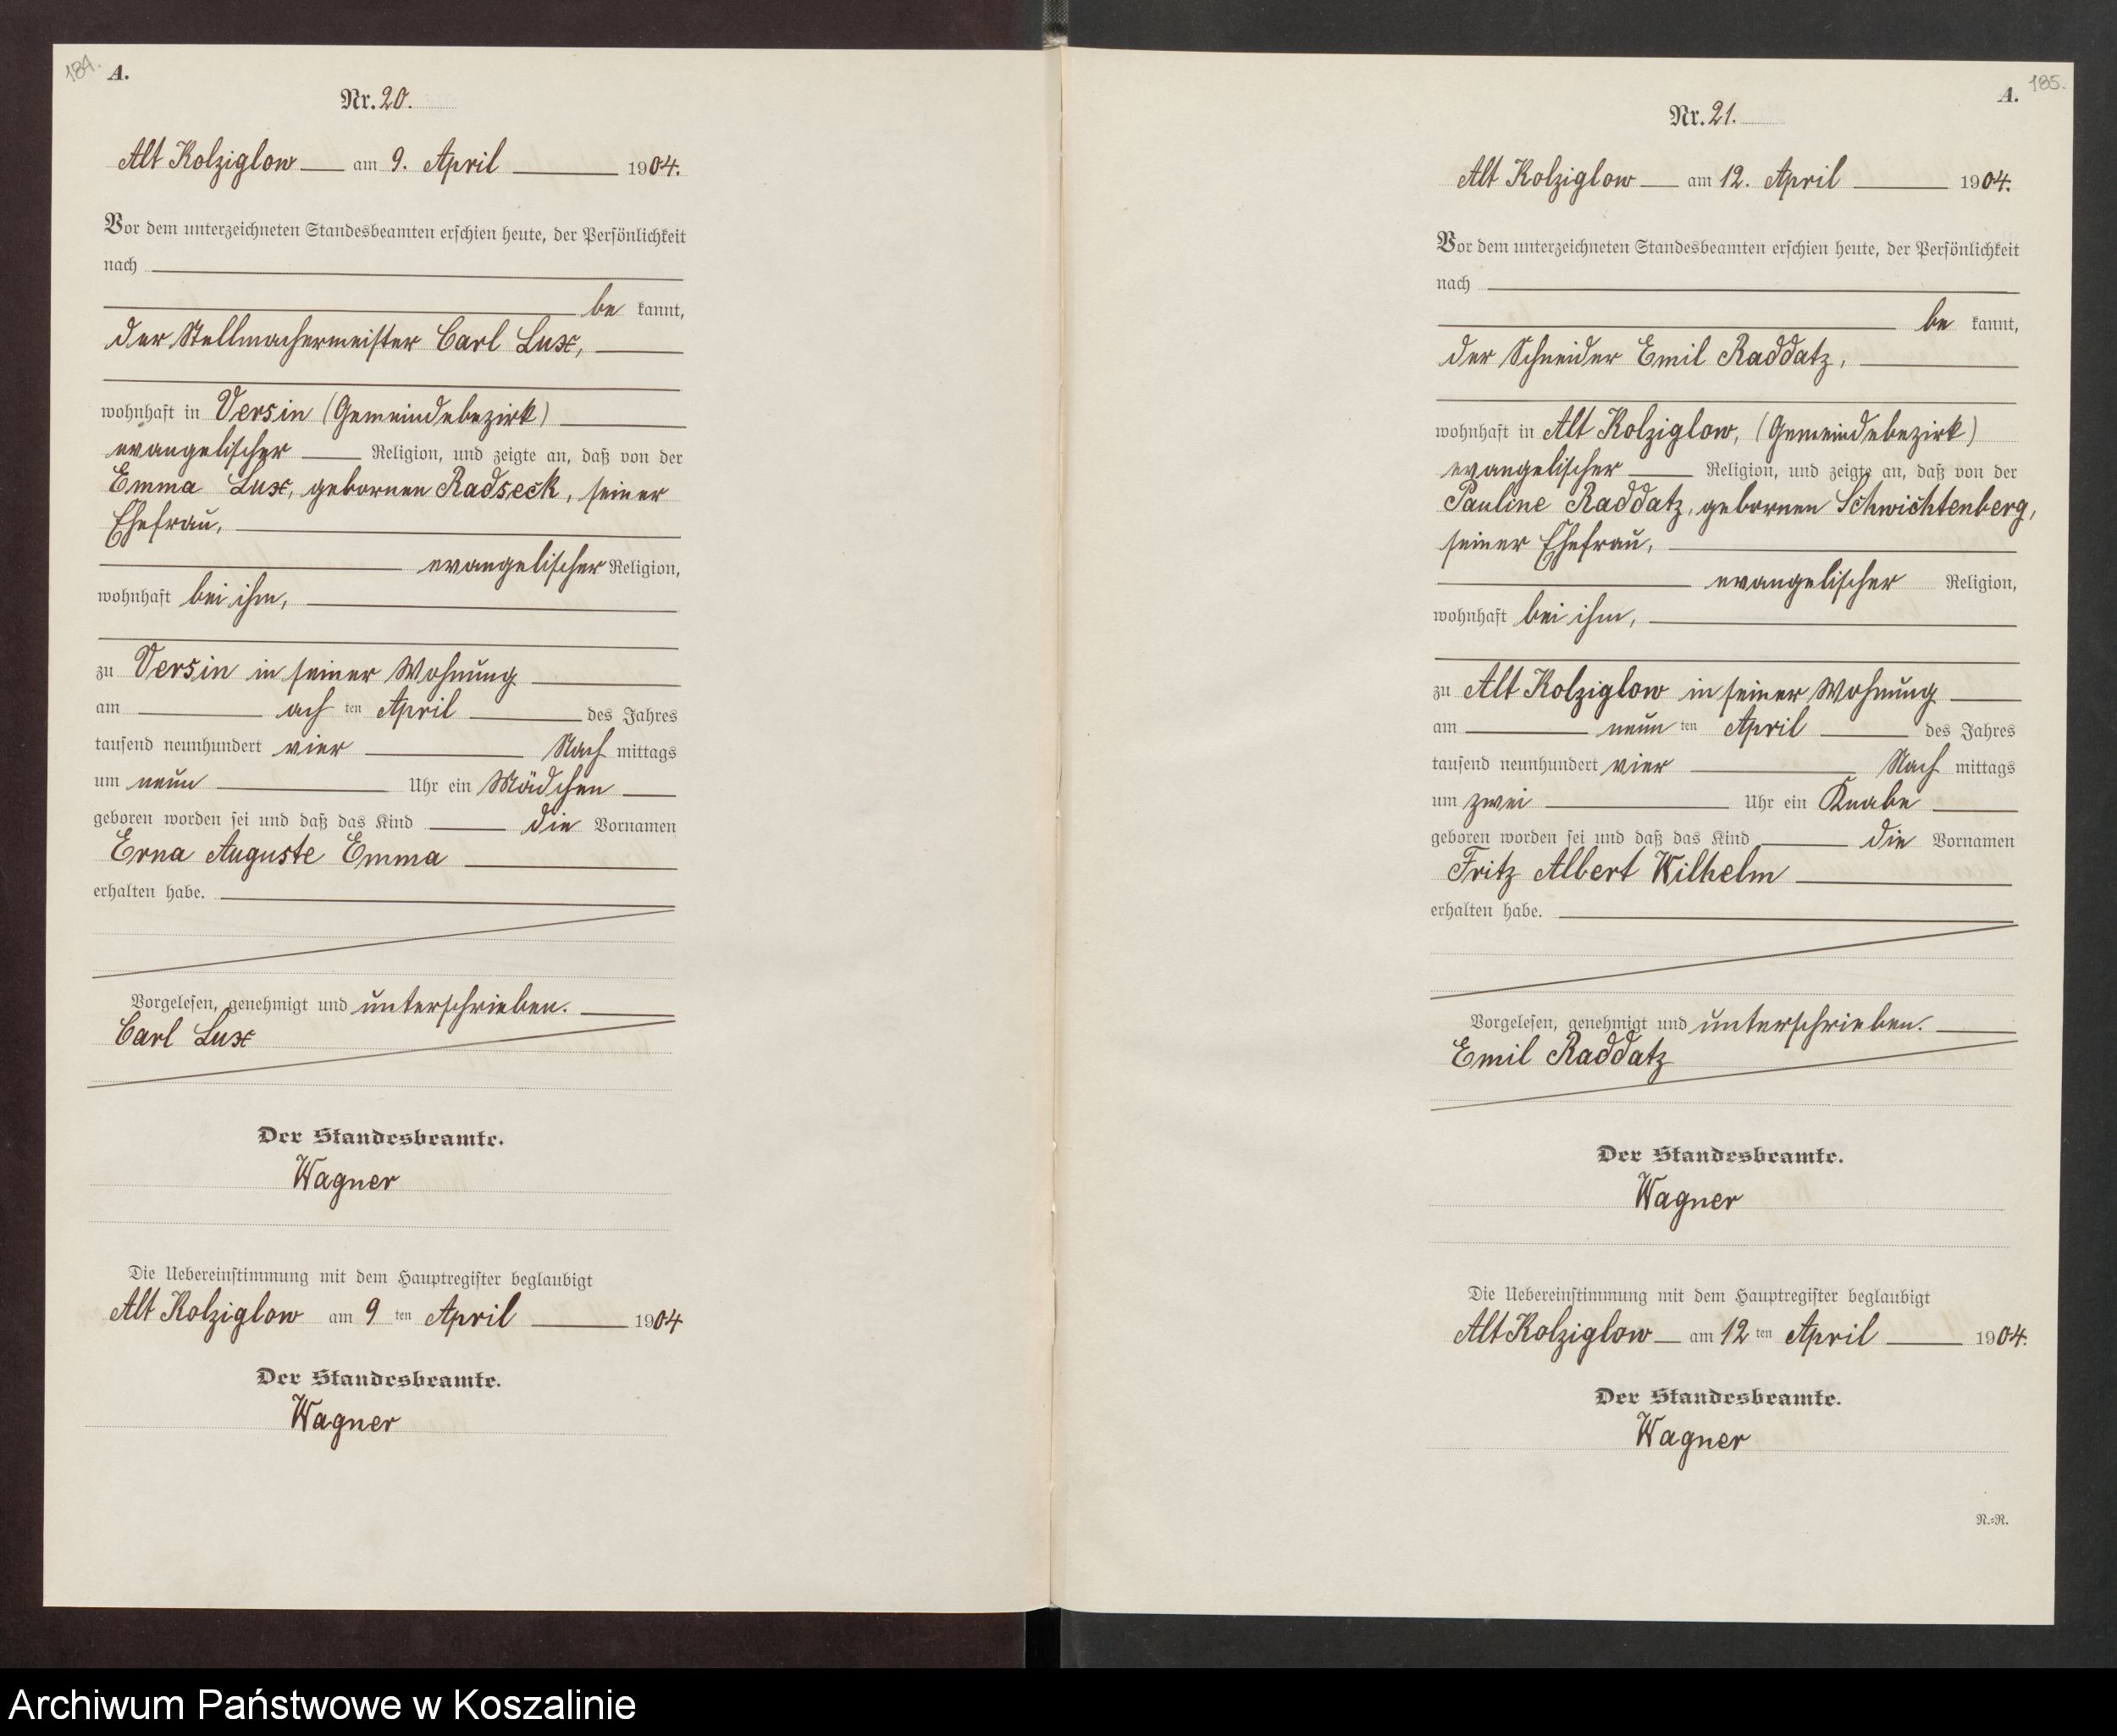 184.
A.
Nr. 20.
Alt Kolziglow am 9. April 1904.
Vor dem unterzeichneten Standesbeamten erschien heute, der Persönlichkeit
nach
be kannt,
der Stellmachermeister Carl Lux,
wohnhaft in Versin (Gemeindebezirk)
evangelischer Religion, und zeigte an, daß von der
Emma Lux, gebornen Radseck, seiner
Ehefrau,
evangelischer Religion,
wohnhaft bei ihm,
zu Versin in seiner Wohnung
am ach ten April des Jahres
tausend neunhundert vier Nach mittags
um neun Uhr ein Mädchen
geboren worden sei und daß das Kind die Vornamen
Erna Auguste Emma
erhalten habe.
Vorgelesen, genehmigt und unterschrieben.
Carl Lux
Der Standesbeamte.
Wagner
Die Uebereinstimmung mit dem Hauptregister beglaubigt
Alt Kolziglow am 9 ten April 1904
Der Standesbeamte.
Wagner
185.
A.
Nr. 21.
Alt Kolziglow am 12. April 1904.
Vor dem unterzeichneten Standesbeamten erschien heute, der Persönlichkeit
nach
be kannt,
der Schneider Emil Raddatz,
wohnhaft in Alt Kolziglow, (Gemeindebezirk)
evangelischer Religion, und zeigte an, daß von der
Pauline Raddatz, gebornen Schwichtenberg,
seiner Ehefrau,
evangelischer Religion,
wohnhaft bei ihm,
zu Alt Kolziglow in seiner Wohnung
am neun ten April des Jahres
tausend neunhundert vier Nach mittags
um zwei Uhr ein Knabe
geboren worden sei und daß das Kind die Vornamen
Fritz Albert Wilhelm
erhalten habe.
Vorgelesen, genehmigt und unterschrieben.
Emil Raddatz
Der Standesbeamte.
Wagner
Die Uebereinstimmung mit dem Hauptregister beglaubigt
Alt Kolziglow am 12 ten April 1904.
Der Standesbeamte.
Wagner
N.=R.
Archiwum Państwowe w Koszalinie